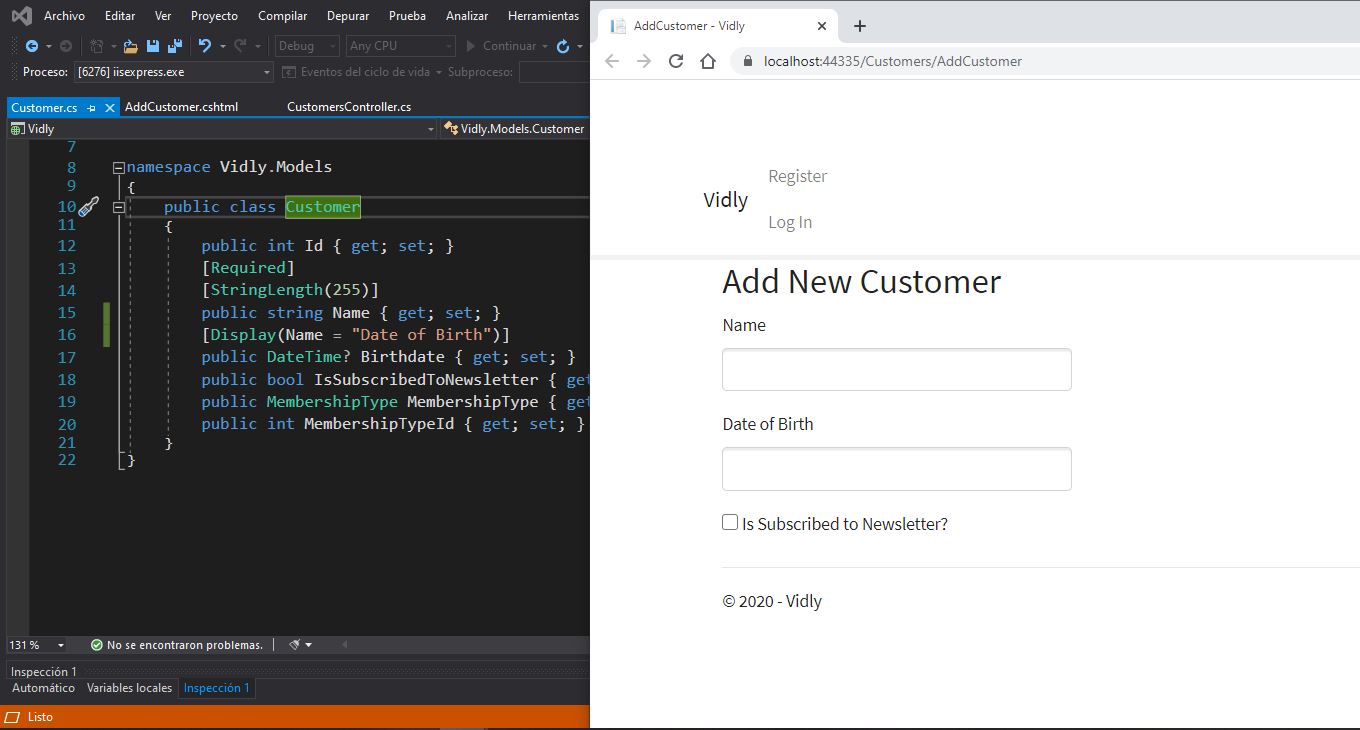 Archivo Editar Ver Proyecto Compilar Depurar Prueba Analizar Herramientas
Debug Any CPU Continuar
Proceso: [6276] iisexpress.exe Eventos del ciclo de vida Subproceso:
Customer.cs AddCustomer.cshtml CustomersController.cs
Vidly Vidly.Models.Customer
7
8 namespace Vidly.Models
9 {
10 public class Customer
11 {
12 public int Id { get; set; }
13 [Required]
14 [StringLength(255)]
15 public string Name { get; set; }
16 [Display(Name = "Date of Birth")]
17 public DateTime? Birthdate { get; set; }
18 public bool IsSubscribedToNewsletter { get
19 public MembershipType MembershipType { get
20 public int MembershipTypeId { get; set; }
21 }
22 }
131 % No se encontraron problemas.
Inspección 1
Automático Variables locales Inspección 1
Listo
AddCustomer - Vidly
localhost:44335/Customers/AddCustomer
Register
Vidly
Log In
Add New Customer
Name
Date of Birth
Is Subscribed to Newsletter?
© 2020 - Vidly